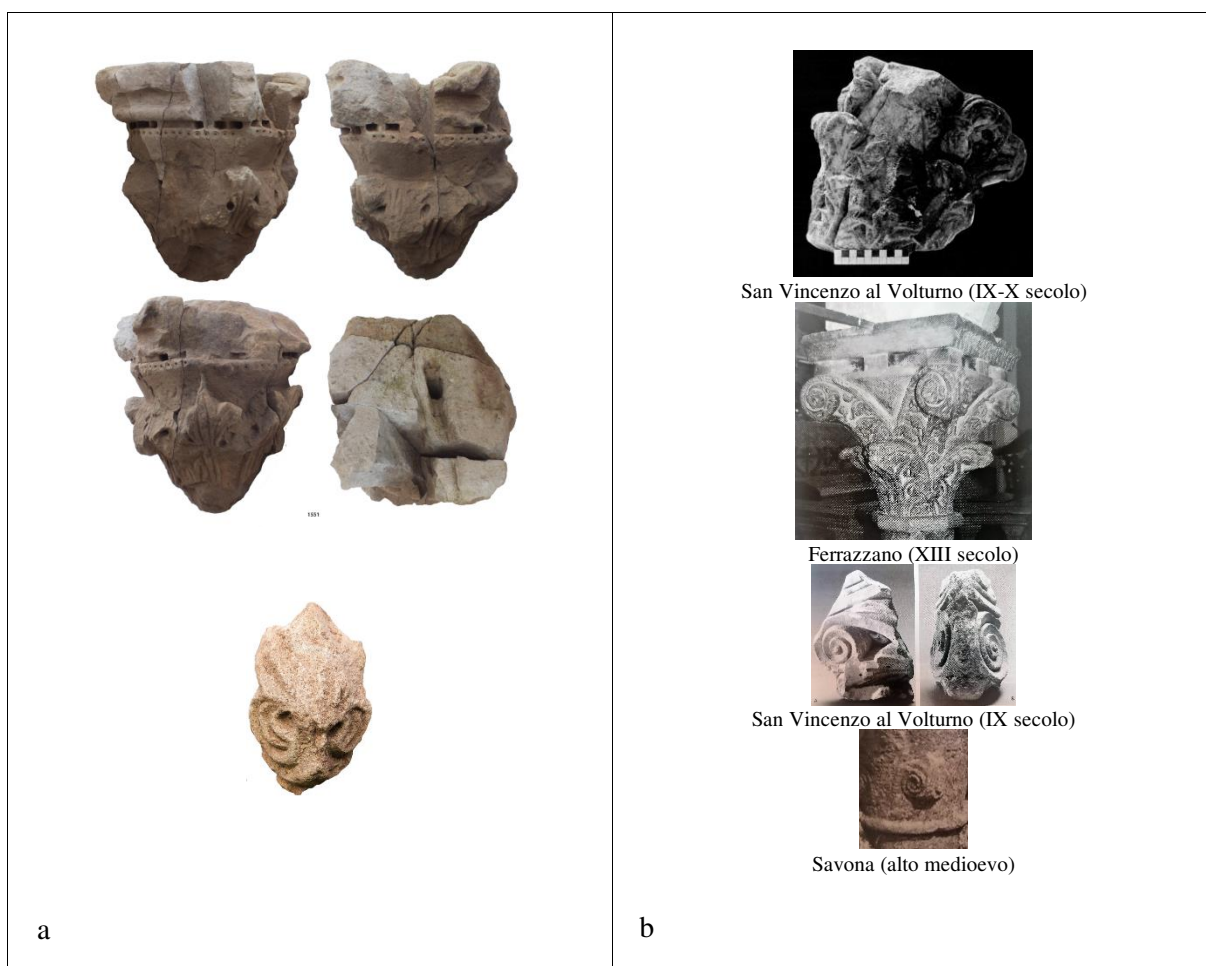 1551
a
San Vincenzo al Volturno (IX-X secolo)
Ferrazzano (XIII secolo)
San Vincenzo al Volturno (IX secolo)
Savona (alto medioevo)
b